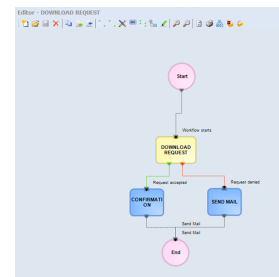 Editor - DOWNLOAD REQUEST
Start
Workflow starts
DOWNLOAD
REQUEST
Request accepted
Request denied
CONFIRMATI
ON
SEND MAIL
Send Mail
Send Mail
End